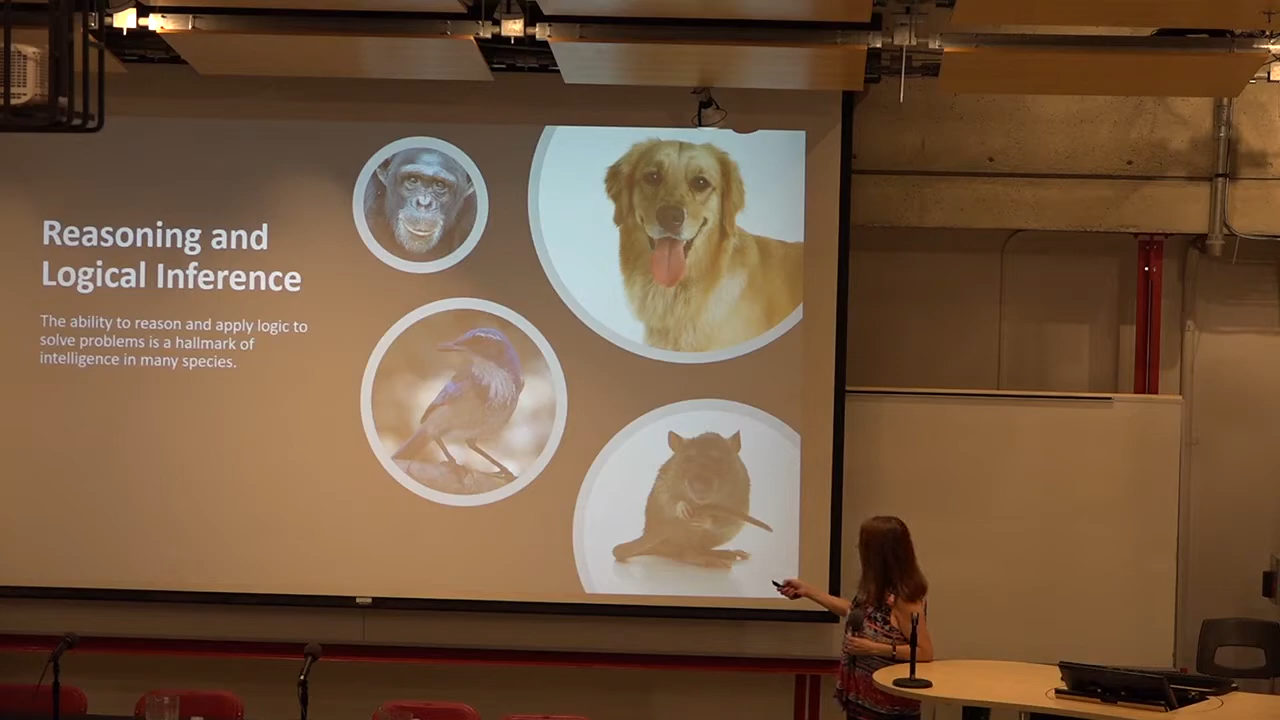 Reasoning and
Logical Inference
The ability to reason and apply logic to
solve problems is a hallmark of
intelligence in many species.